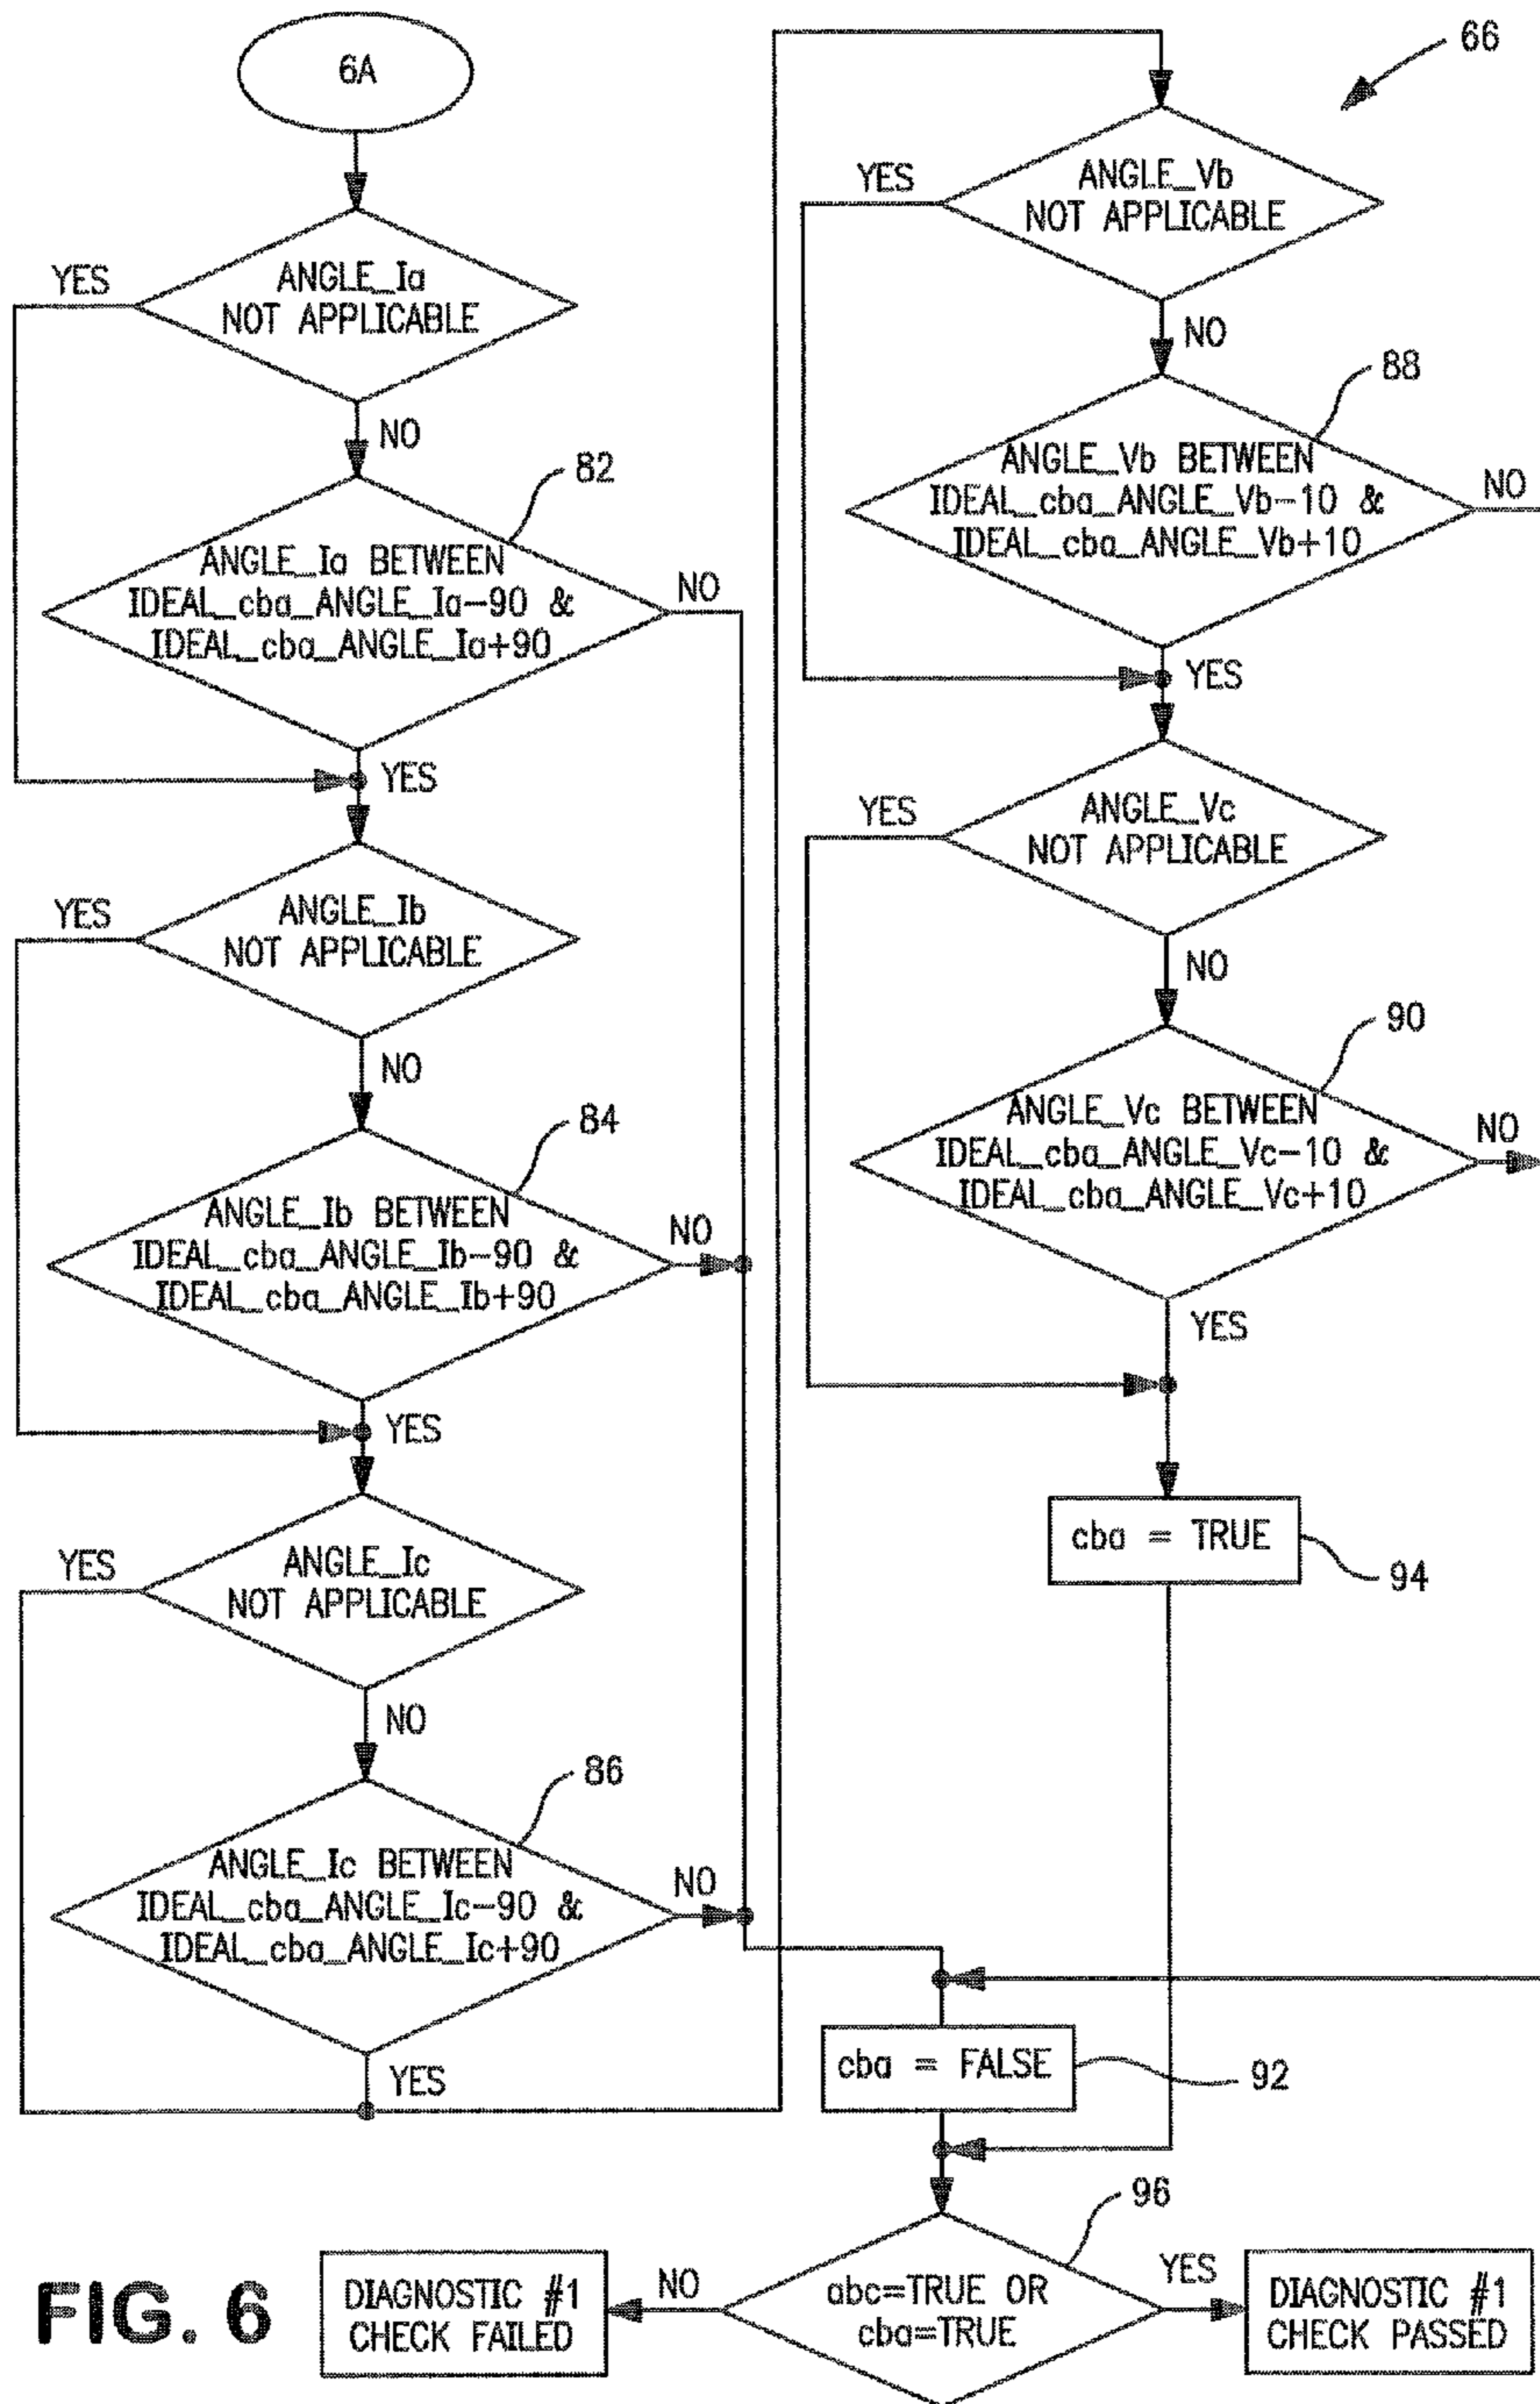 6A
ANGLE_Ia
NOT APPLICABLE
YES
NO
82
ANGLE_Ia BETWEEN
IDEAL_cba_ANGLE_Ia-90 &
IDEAL_cba_ANGLE_Ia+90
NO
YES
ANGLE_Ib
NOT APPLICABLE
YES
NO
84
ANGLE_Ib BETWEEN
IDEAL_cba_ANGLE_Ib-90 &
IDEAL_cba_ANGLE_Ib+90
NO
YES
ANGLE_Ic
NOT APPLICABLE
YES
NO
86
ANGLE_Ic BETWEEN
IDEAL_cba_ANGLE_Ic-90 &
IDEAL_cba_ANGLE_Ic+90
NO
YES
66
ANGLE_Vb
NOT APPLICABLE
YES
NO
88
ANGLE_Vb BETWEEN
IDEAL_cba_ANGLE_Vb-10 &
IDEAL_cba_ANGLE_Vb+10
NO
YES
ANGLE_Vc
NOT APPLICABLE
YES
NO
90
ANGLE_Vc BETWEEN
IDEAL_cba_ANGLE_Vc-10 &
IDEAL_cba_ANGLE_Vc+10
NO
YES
cba = TRUE
94
cba = FALSE
92
96
abc=TRUE OR
cba=TRUE
NO
YES
DIAGNOSTIC #1
CHECK FAILED
DIAGNOSTIC #1
CHECK PASSED
FIG. 6